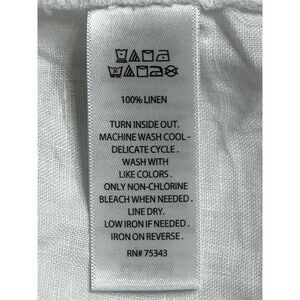 100% LINEN
TURN INSIDE OUT.
MACHINE WASH COOL -
DELICATE CYCLE .
WASH WITH
LIKE COLORS .
ONLY NON-CHLORINE
BLEACH WHEN NEEDED .
LINE DRY.
LOW IRON IF NEEDED .
IRON ON REVERSE .
RN# 75343